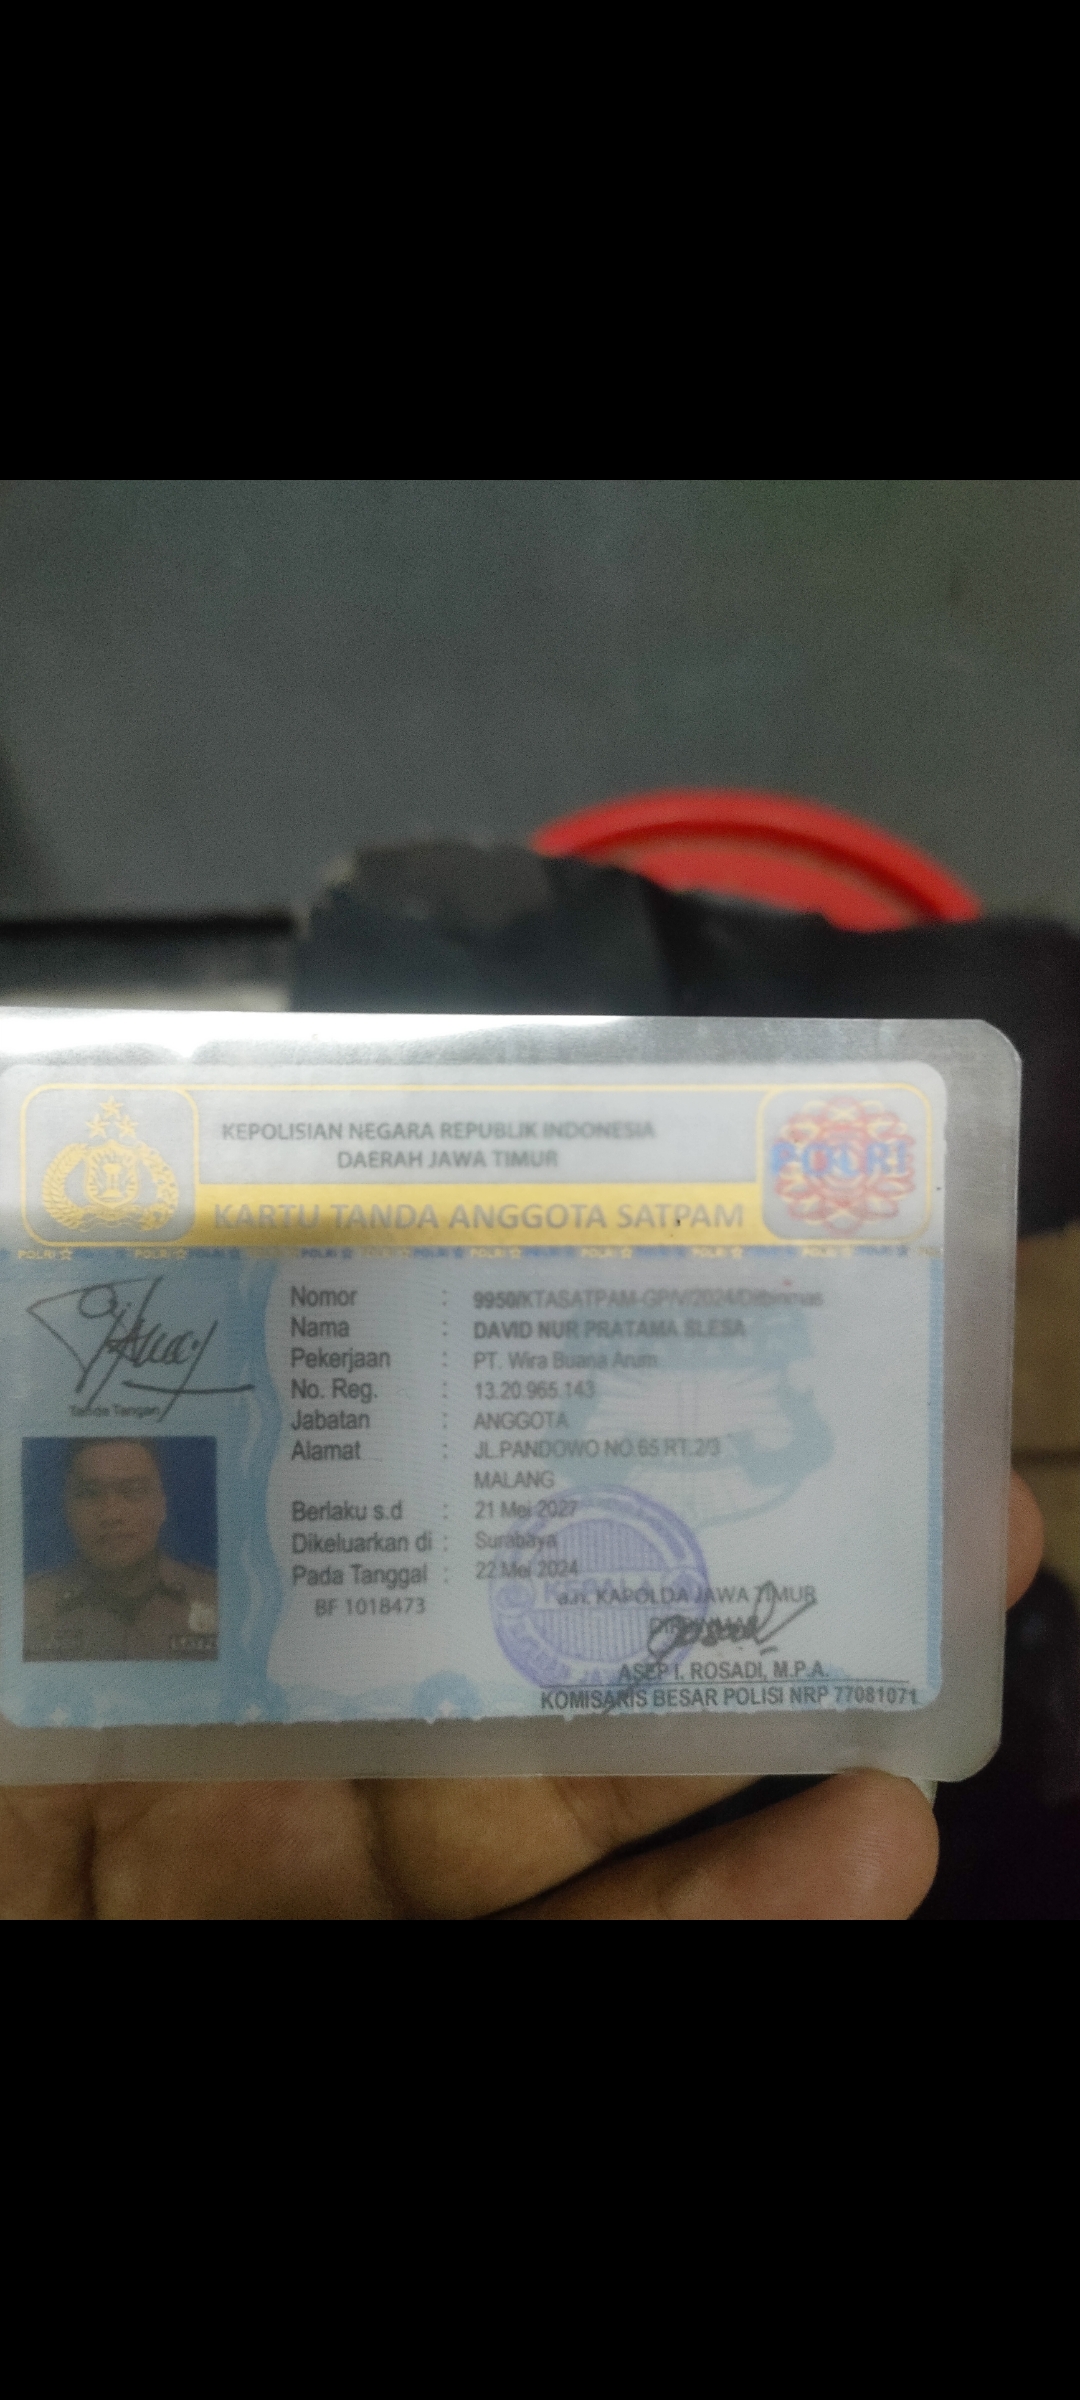 KEPOLISIAN NEGARA REPUBLIK INDONESIA
DAERAH JAWA TIMUR
POLRI
KARTU TANDA ANGGOTA SATPAM
Nomor : 9950/KTASATPAM-GP/V/2024/Ditbinmas
Nama : DAVID NUR PRATAMA SLESA
Pekerjaan : PT. Wira Buana Arum
No. Reg. : 13.20.965.143
Jabatan : ANGGOTA
Alamat : JL.PANDOWO NO.65 RT.2/3
MALANG
Berlaku s.d : 21 Mei 2027
Dikeluarkan di : Surabaya
Pada Tanggal : 22 Mei 2024
BF 1018473
Tanda Tangan
a.n. KAPOLDA JAWA TIMUR
ASEP I. ROSADI, M.P.A.
KOMISARIS BESAR POLISI NRP 77081071